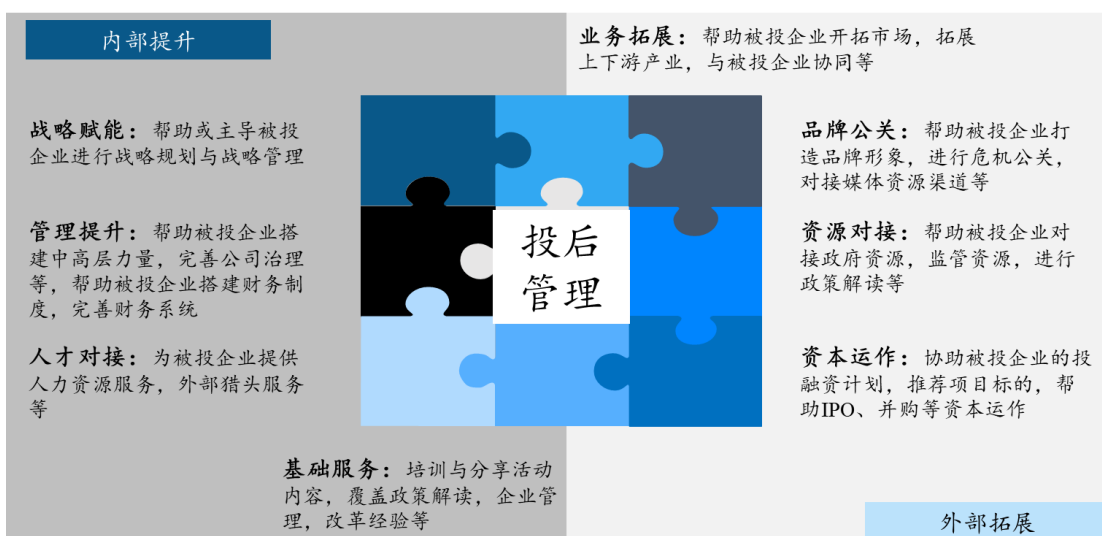 内部提升
战略赋能：帮助或主导被投
企业进行战略规划与战略管理
管理提升：帮助被投企业搭
建中高层力量，完善公司治理
等，帮助被投企业搭建财务制
度，完善财务系统
人才对接：为被投企业提供
人力资源服务，外部猎头服务
等
基础服务：培训与分享活动
内容，覆盖政策解读，企业管
理，改革经验等
投后
管理
业务拓展：帮助被投企业开拓市场，拓展
上下游产业，与被投企业协同等
品牌公关：帮助被投企业打
造品牌形象，进行危机公关，
对接媒体资源渠道等
资源对接：帮助被投企业对
接政府资源，监管资源，进行
政策解读等
资本运作：协助被投企业的投
融资计划，推荐项目标的，帮
助IPO、并购等资本运作
外部拓展